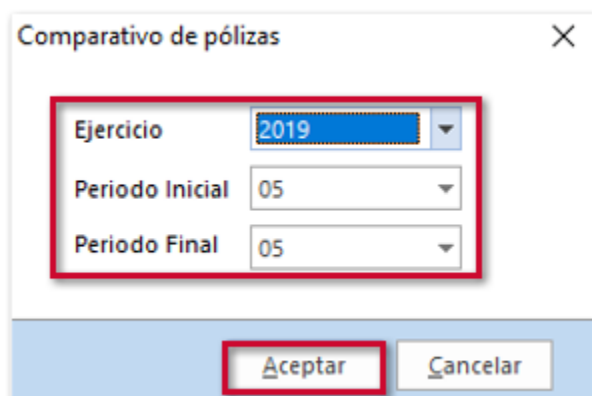 Comparativo de pólizas
Ejercicio 2019
Periodo Inicial 05
Periodo Final 05
Aceptar Cancelar